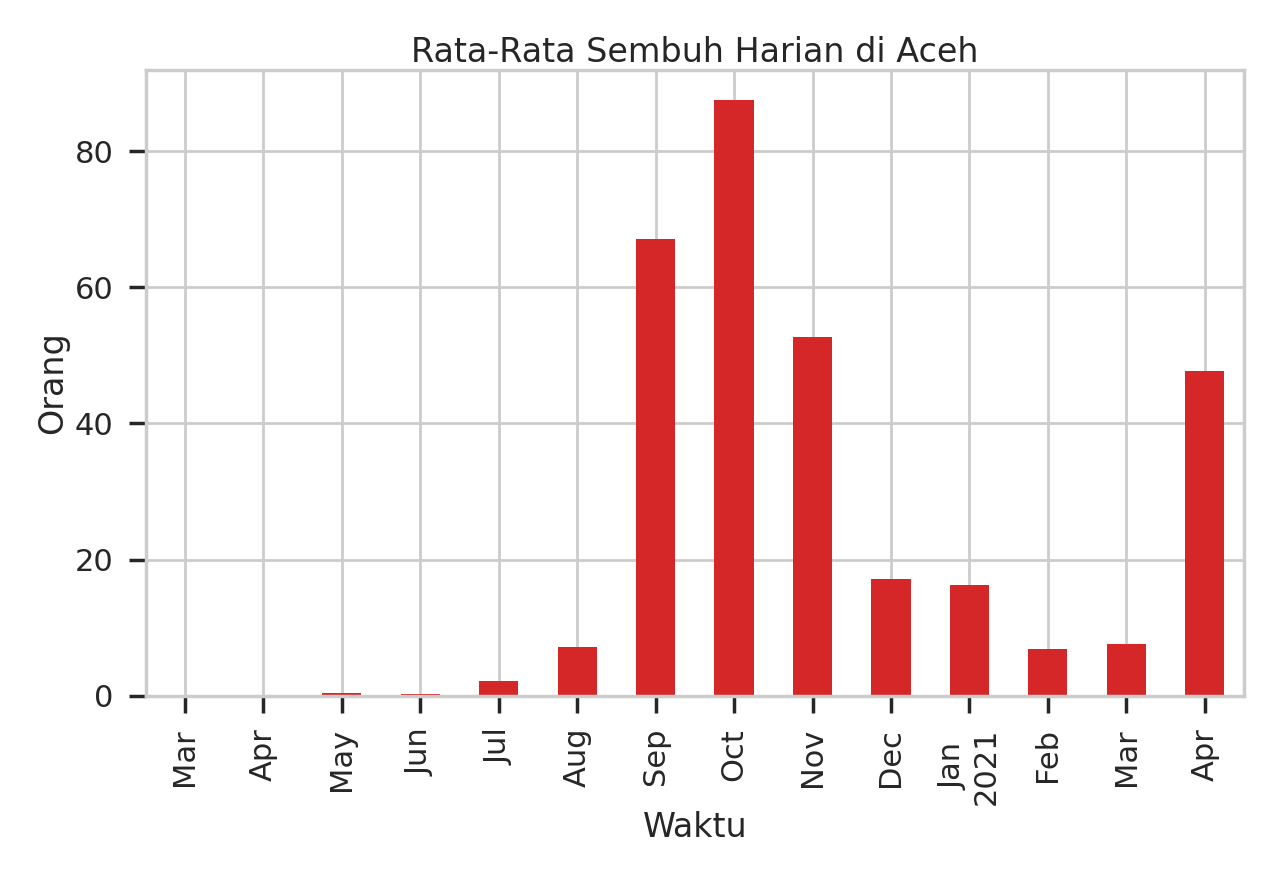 Rata-Rata Sembuh Harian di Aceh
Orang
80
60
40
20
0
Mar
Apr
May
Jun
Jul
Aug
Sep
Oct
Nov
Dec
Jan
2021
Feb
Mar
Apr
Waktu